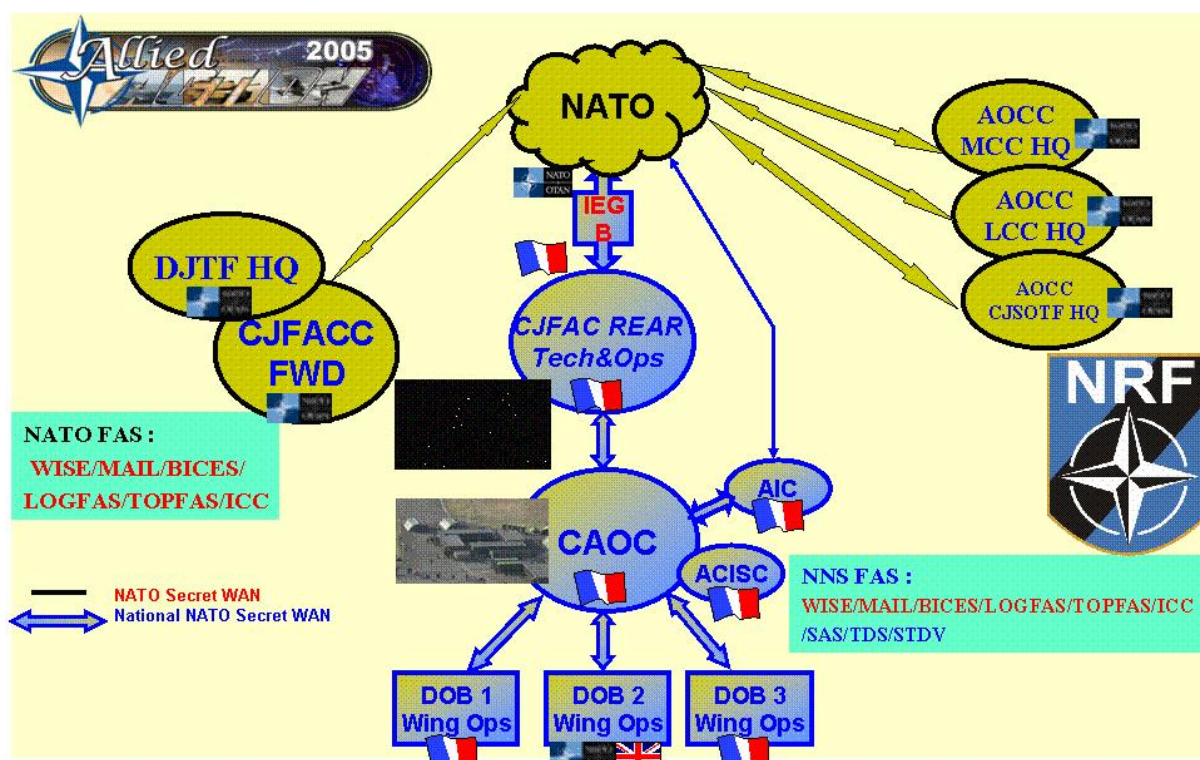 Allied
2005
ACTION
NATO
NATO
OTAN
IEG
B
AOCC
MCC HQ
AOCC
LCC HQ
AOCC
CJSOTF HQ
DJTF HQ
CJFACC
FWD
CJFAC REAR
Tech&Ops
NRF
NATO FAS :
WISE/MAIL/BICES/
LOGFAS/TOPFAS/ICC
AIC
CAOC
ACISC
NNS FAS :
WISE/MAIL/BICES/LOGFAS/TOPFAS/ICC
/SAS/TDS/STDV
NATO Secret WAN
National NATO Secret WAN
DOB 1
Wing Ops
DOB 2
Wing Ops
DOB 3
Wing Ops